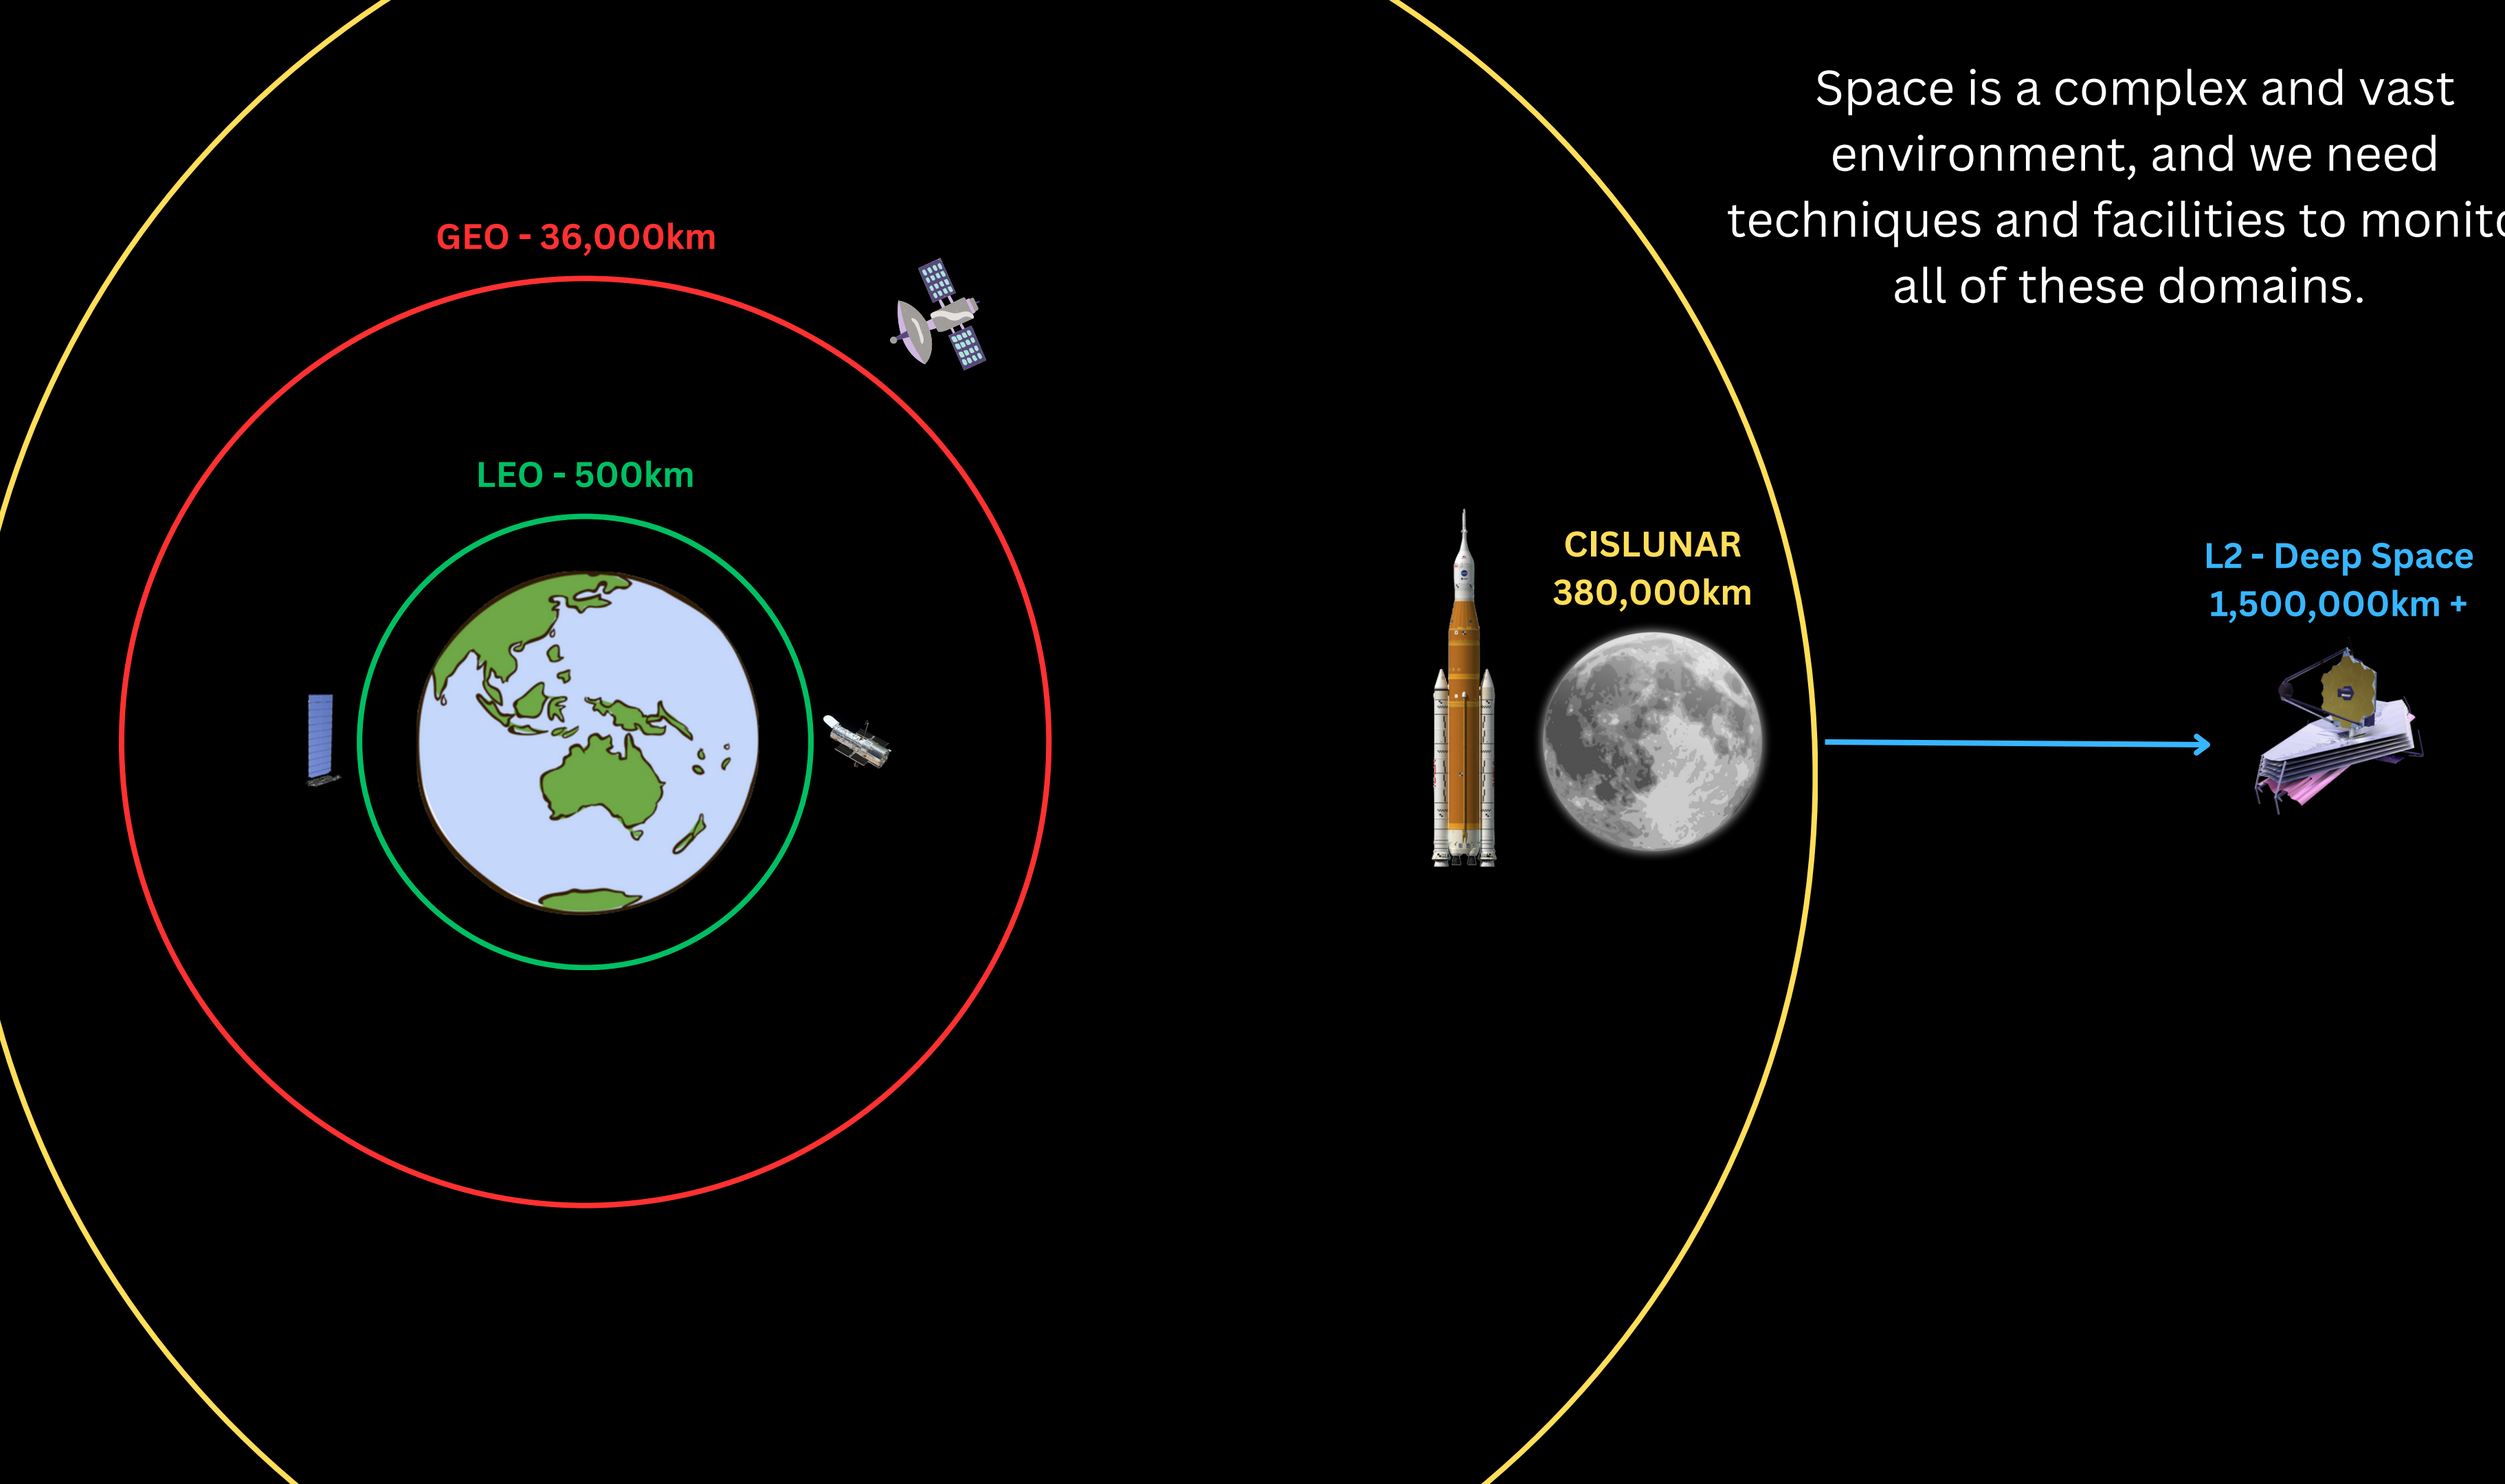 Space is a complex and vast
environment, and we need
techniques and facilities to monito
all of these domains.
GEO - 36,000km
LEO - 500km
CISLUNAR
380,000km
L2 - Deep Space
1,500,000km +